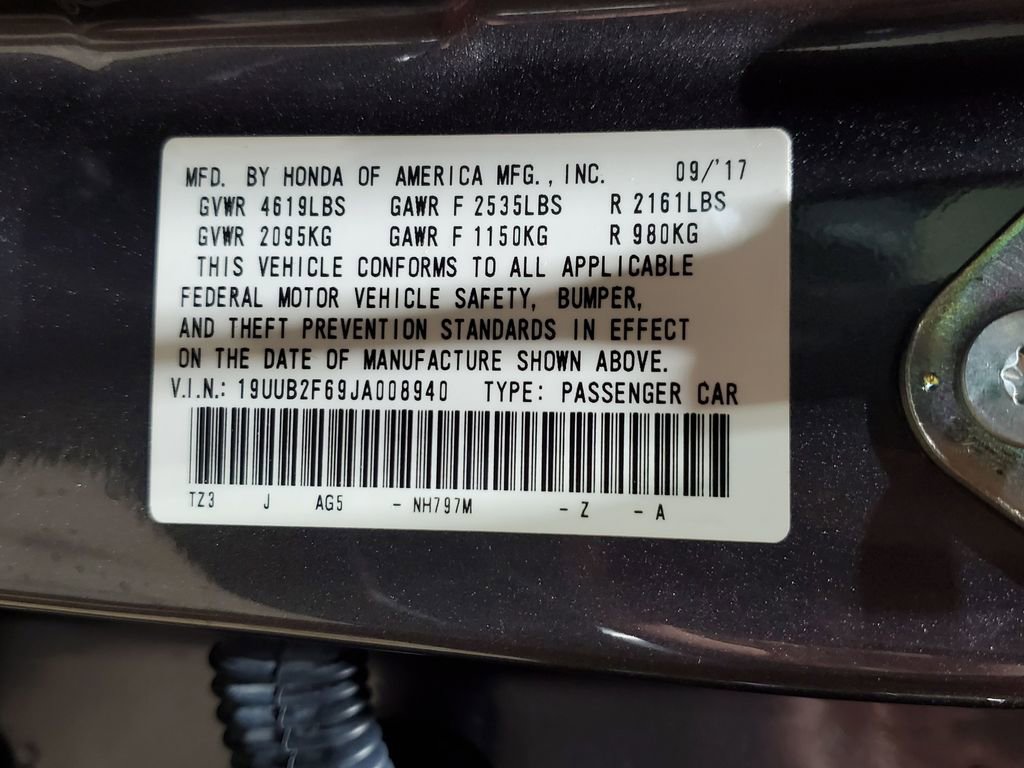 MFD. BY HONDA OF AMERICA MFG., INC. 09/'17
GVWR 4619LBS GAWR F 2535LBS R 2161LBS
GVWR 2095KG GAWR F 1150KG R 980KG
THIS VEHICLE CONFORMS TO ALL APPLICABLE
FEDERAL MOTOR VEHICLE SAFETY, BUMPER,
AND THEFT PREVENTION STANDARDS IN EFFECT
ON THE DATE OF MANUFACTURE SHOWN ABOVE.
V.I.N.: 19UUB2F69JA008940 TYPE: PASSENGER CAR
TZ3 J AG5 - NH797M - Z - A